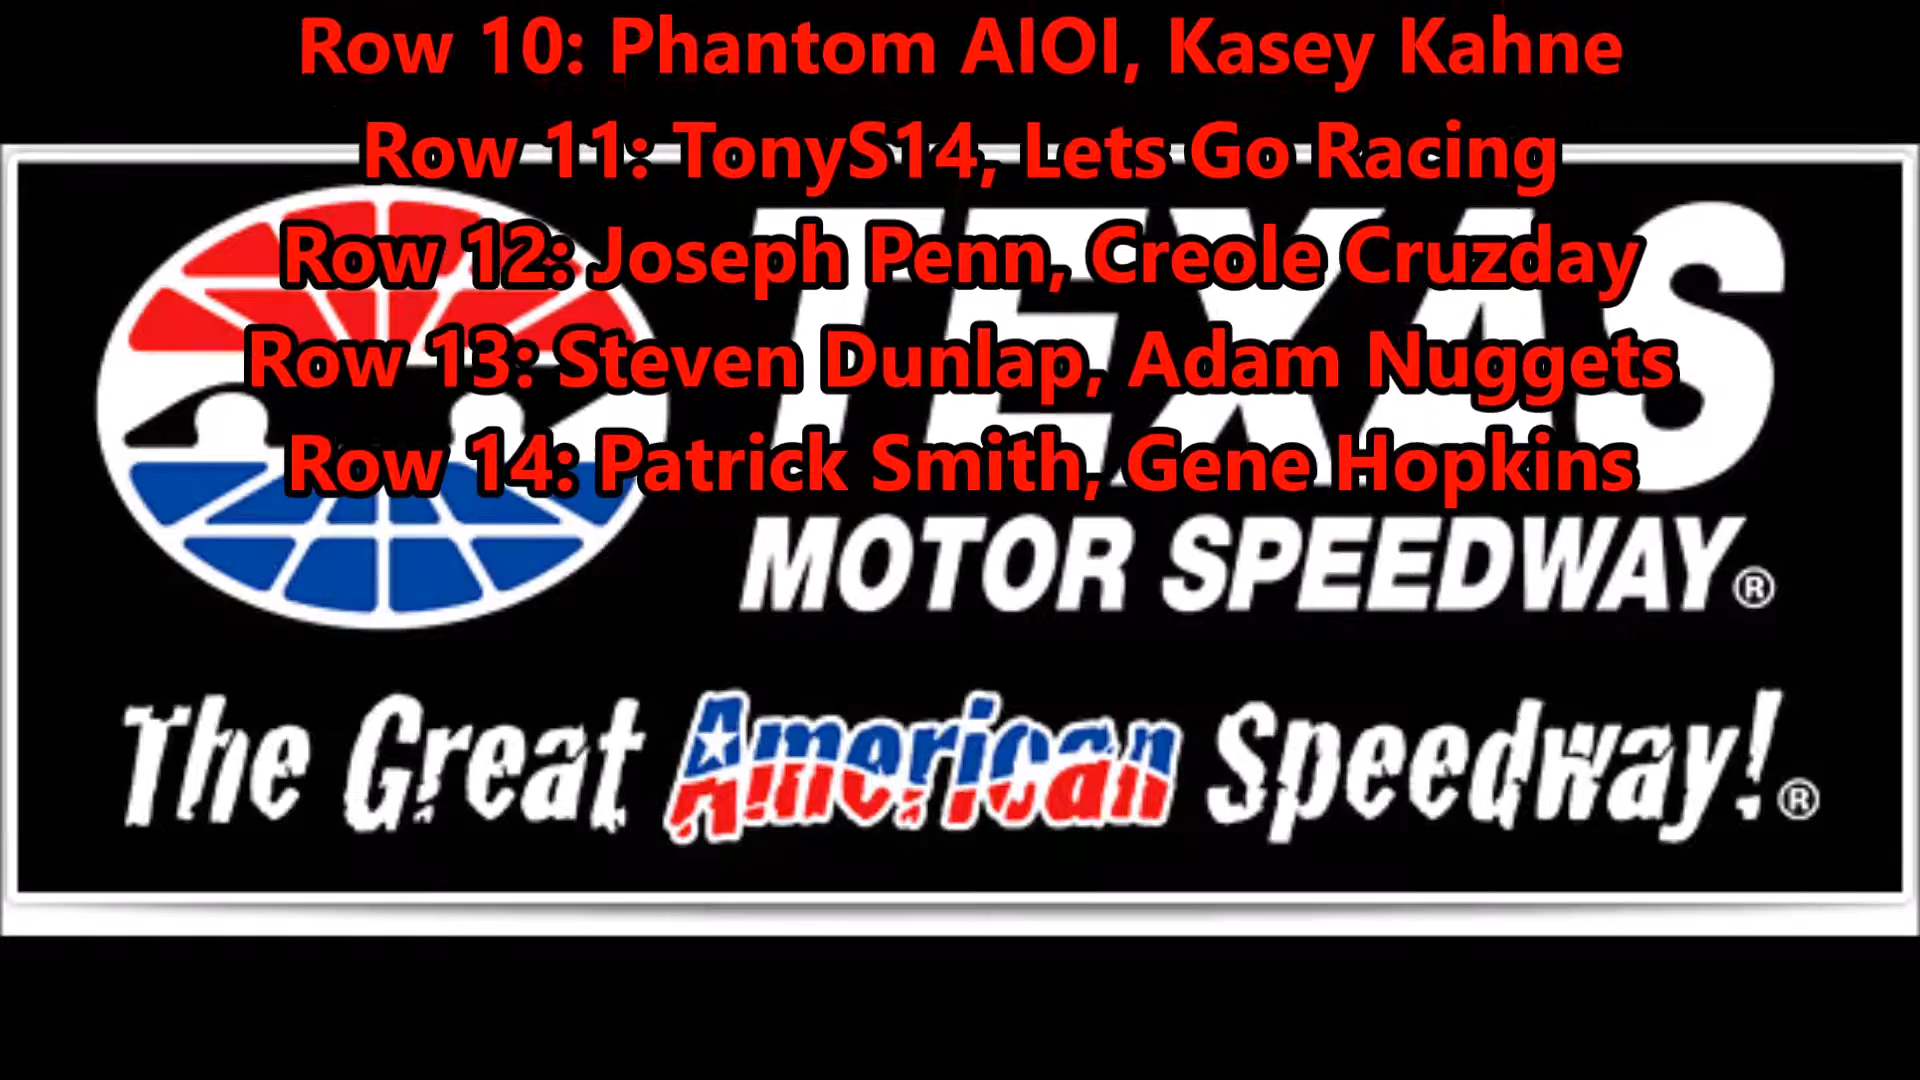 Row 10: Phantom AIOI, Kasey Kahne
Row 11: TonyS14, Lets Go Racing
Row 12: Joseph Penn, Creole Cruzday
Row 13: Steven Dunlap, Adam Nuggets
Row 14: Patrick Smith, Gene Hopkins
TEXAS
MOTOR SPEEDWAY®
The Great American Speedway!®